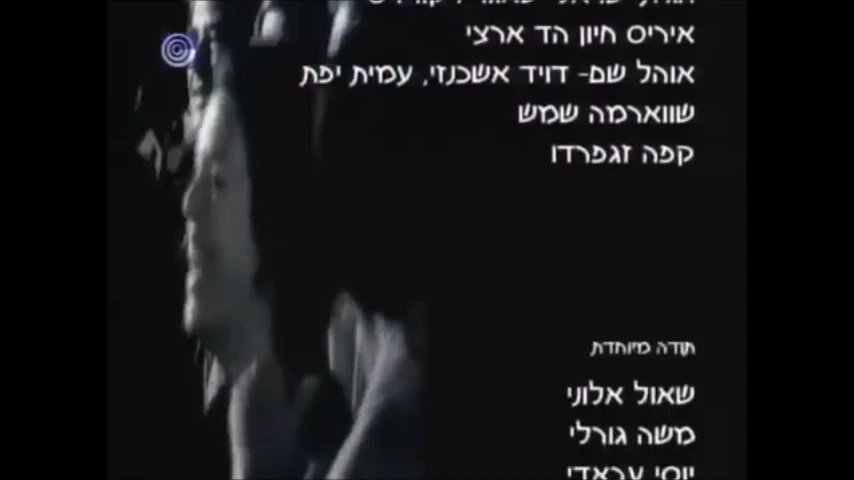 איריס חיון הד ארצי
אוהל שם- דויד אשכנזי, עמית יפת
שווארמה שמש
קפה זגפרדו
תודה מיוחדת
שאול אלוני
משה גורלי
יוסי